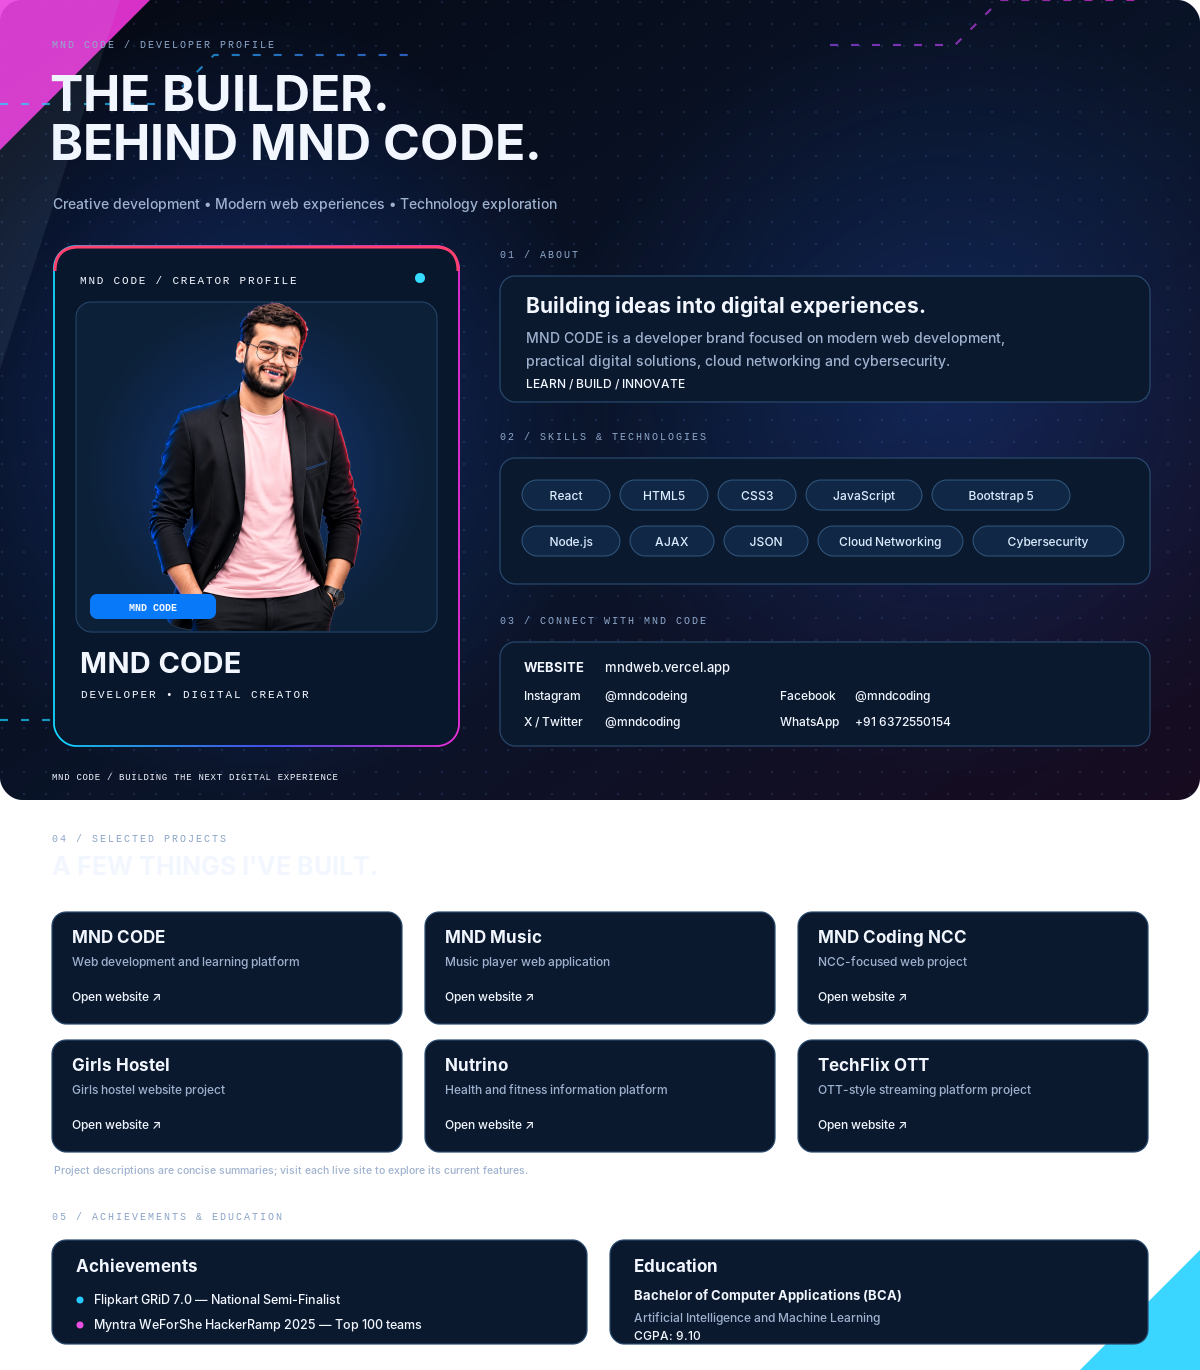 MND CODE / DEVELOPER PROFILE
THE BUILDER.
BEHIND MND CODE.
Creative development • Modern web experiences • Technology exploration
MND CODE / CREATOR PROFILE
MND CODE
MND CODE
DEVELOPER • DIGITAL CREATOR
01 / ABOUT
Building ideas into digital experiences.
MND CODE is a developer brand focused on modern web development,
practical digital solutions, cloud networking and cybersecurity.
LEARN / BUILD / INNOVATE
02 / SKILLS & TECHNOLOGIES
React HTML5 CSS3 JavaScript Bootstrap 5
Node.js AJAX JSON Cloud Networking Cybersecurity
03 / CONNECT WITH MND CODE
WEBSITE mndweb.vercel.app
Instagram @mndcodeing Facebook @mndcoding
X / Twitter @mndcoding WhatsApp +91 6372550154
MND CODE / BUILDING THE NEXT DIGITAL EXPERIENCE
04 / SELECTED PROJECTS
A FEW THINGS I'VE BUILT.
MND CODE
Web development and learning platform
Open website ↗
MND Music
Music player web application
Open website ↗
MND Coding NCC
NCC-focused web project
Open website ↗
Girls Hostel
Girls hostel website project
Open website ↗
Nutrino
Health and fitness information platform
Open website ↗
TechFlix OTT
OTT-style streaming platform project
Open website ↗
Project descriptions are concise summaries; visit each live site to explore its current features.
05 / ACHIEVEMENTS & EDUCATION
Achievements
Flipkart GRiD 7.0 — National Semi-Finalist
Myntra WeForShe HackerRamp 2025 — Top 100 teams
Education
Bachelor of Computer Applications (BCA)
Artificial Intelligence and Machine Learning
CGPA: 9.10